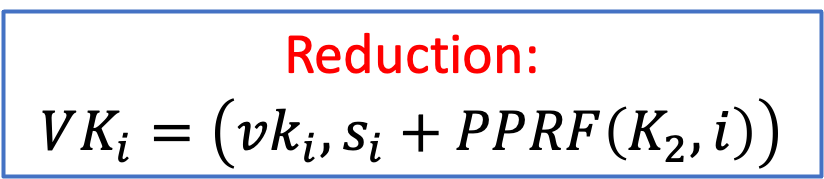 Reduction:
VK_i = (vk_i, s_i + PPRF(K_2, i))